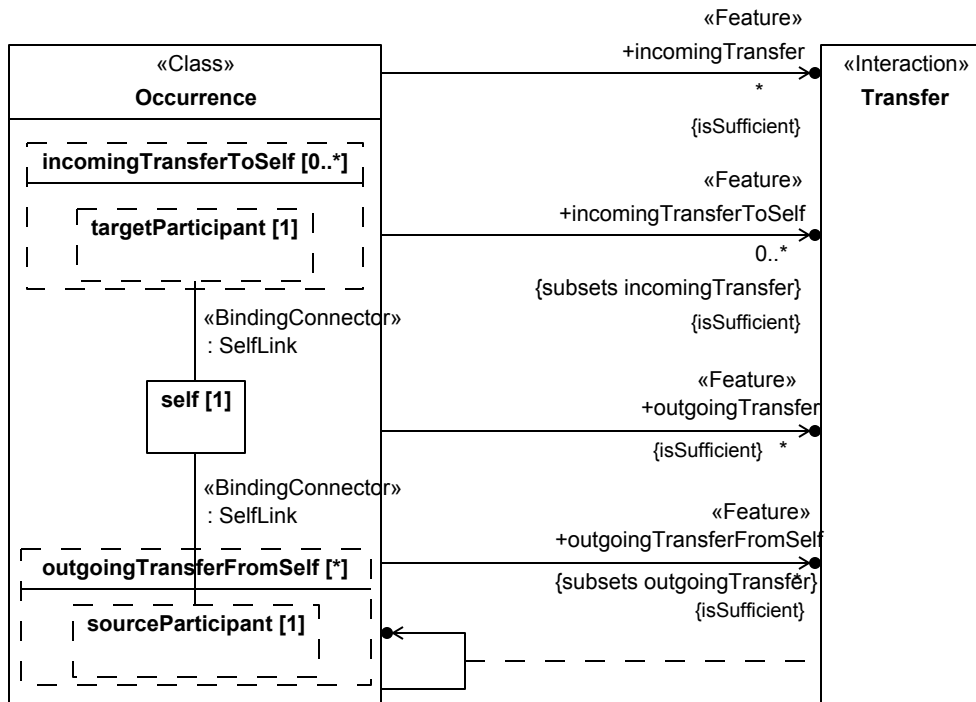 «Class»
Occurrence
incomingTransferToSelf [0..*]
targetParticipant [1]
«BindingConnector»
: SelfLink
self [1]
«BindingConnector»
: SelfLink
outgoingTransferFromSelf [*]
sourceParticipant [1]
«Feature»
+incomingTransfer
*
{isSufficient}
«Feature»
+incomingTransferToSelf
0..*
{subsets incomingTransfer}
{isSufficient}
«Feature»
+outgoingTransfer
{isSufficient} *
«Feature»
+outgoingTransferFromSelf
*
{subsets outgoingTransfer}
{isSufficient}
«Interaction»
Transfer